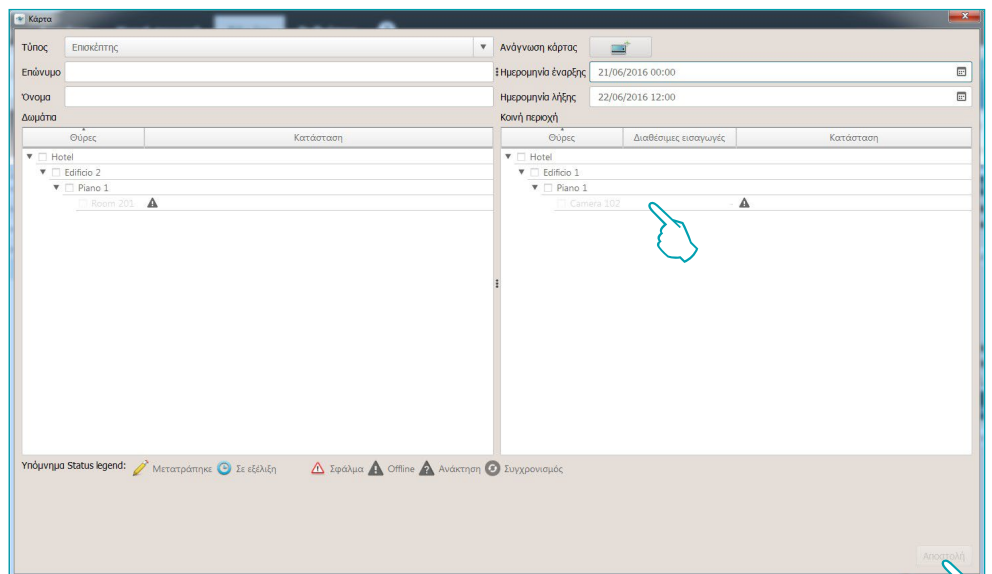 Κάρτα
Τύπος Επισκέπτης Ανάγνωση κάρτας
Επώνυμο Ημερομηνία έναρξης 21/06/2016 00:00
Όνομα Ημερομηνία λήξης 22/06/2016 12:00
Δωμάτια Κοινή περιοχή
Θύρες Κατάσταση Θύρες Διαθέσιμες εισαγωγές Κατάσταση
Hotel Hotel
Edificio 2 Edificio 1
Piano 1 Piano 1
Room 201 Camera 102 -
Υπόμνημα Status legend: Μετατράπηκε Σε εξέλιξη Σφάλμα Offline Ανάκτηση Συγχρονισμός
Αποστολή